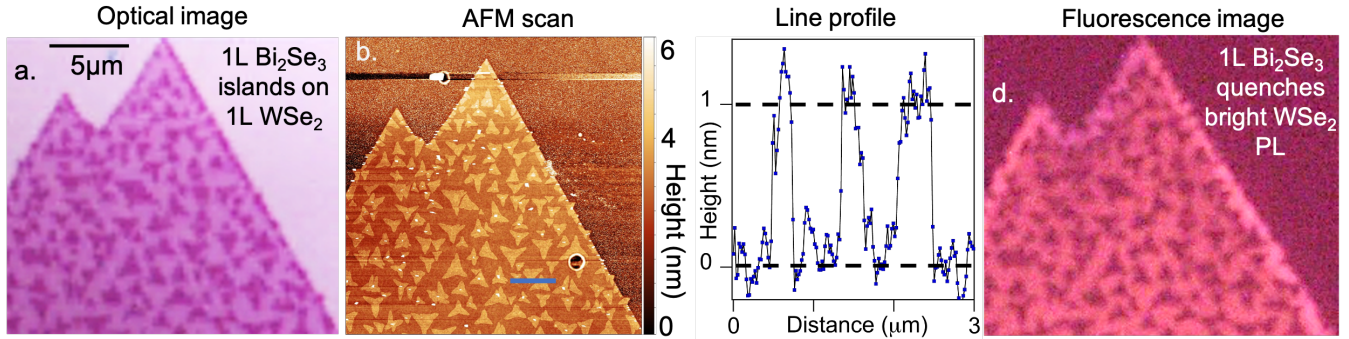 Optical image
a.
5μm
1L Bi₂Se₃
islands on
1L WSe₂
AFM scan
b.
6
4
2
0
Height (nm)
Line profile
1
0
Height (nm)
0
Distance (μm)
3
Fluorescence image
d.
1L Bi₂Se₃
quenches
bright WSe₂
PL